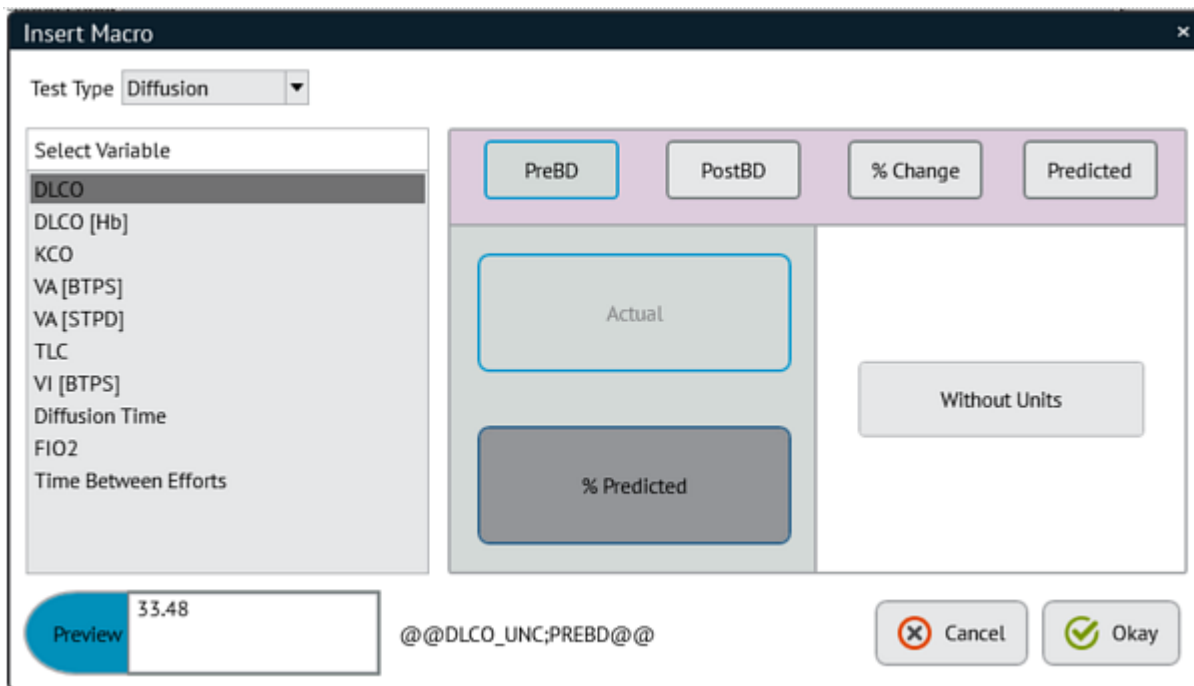 Insert Macro
Test Type Diffusion
Select Variable
DLCO
DLCO [Hb]
KCO
VA [BTPS]
VA [STPD]
TLC
VI [BTPS]
Diffusion Time
FIO2
Time Between Efforts
PreBD PostBD % Change Predicted
Actual
% Predicted
Without Units
Preview 33.48 @@DLCO_UNC;PREBD@@ Cancel Okay